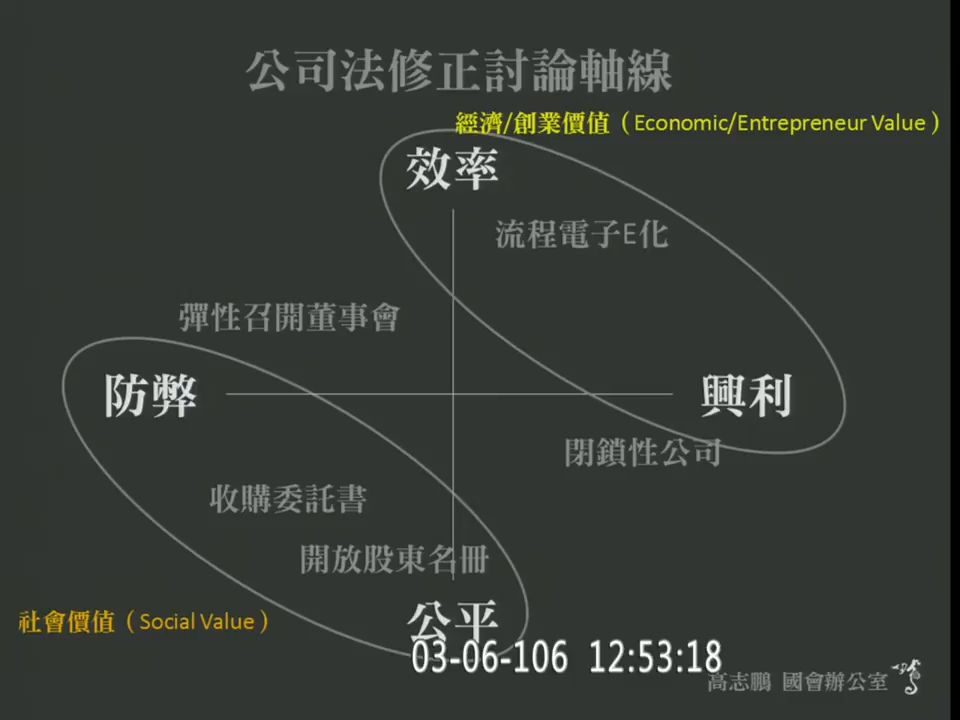 公司法修正討論軸線
經濟/創業價值（Economic/Entrepreneur Value）
效率
流程電子E化
彈性召開董事會
防弊
興利
閉鎖性公司
收購委託書
開放股東名冊
公平
社會價值（Social Value）
03-06-106 12:53:18
高志鵬 國會辦公室